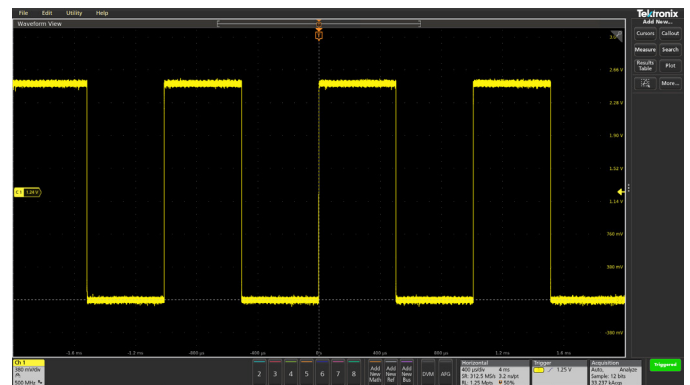 File Edit Utility Help
Tektronix
Waveform View
Add New...
Cursors Callout
Measure Search
Results Table Plot
More...
2.66 V
2.28 V
1.90 V
1.52 V
1.14 V
760 mV
380 mV
-380 mV
C1 1.24 V
-1.6 ms -1.2 ms -800 µs -400 µs 0 s 400 µs 800 µs 1.2 ms 1.6 ms
Ch 1
380 mV/div
500 MHz
2 3 4 5 6 7 8
Add New Math
Add New Ref
Add New Bus
DVM AFG
Horizontal
400 µs/div 4 ms
SR: 312.5 MS/s 3.2 ns/pt
RL: 1.25 Mpts 50%
Trigger
1.25 V
Acquisition
Auto, Analyze
Sample: 12 bits
33.237 kAcqs
Triggered